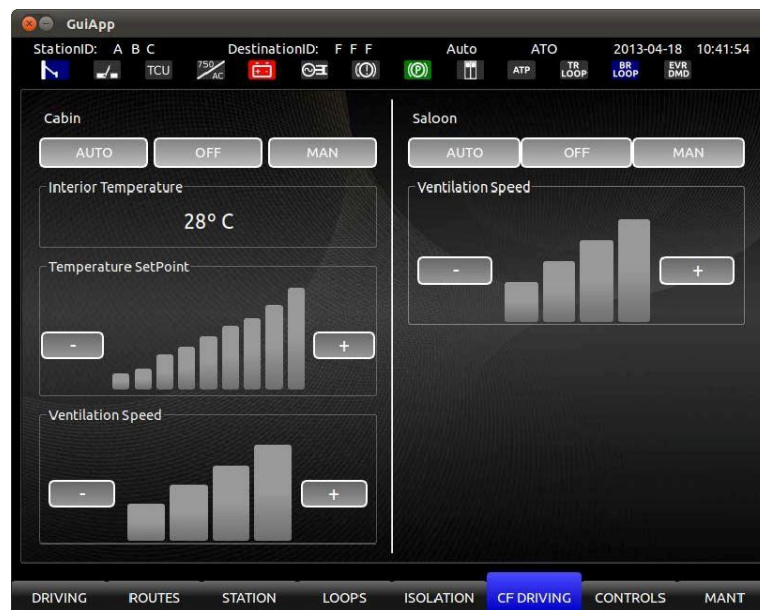 GuiApp
StationID: A B C DestinationID: F F F Auto ATO 2013-04-18 10:41:54
TCU 750 AC ATP TR LOOP BR LOOP EVR DMD
Cabin
AUTO OFF MAN
Interior Temperature
28° C
Temperature SetPoint
- +
Ventilation Speed
- +
Saloon
AUTO OFF MAN
Ventilation Speed
- +
DRIVING ROUTES STATION LOOPS ISOLATION CF DRIVING CONTROLS MANT